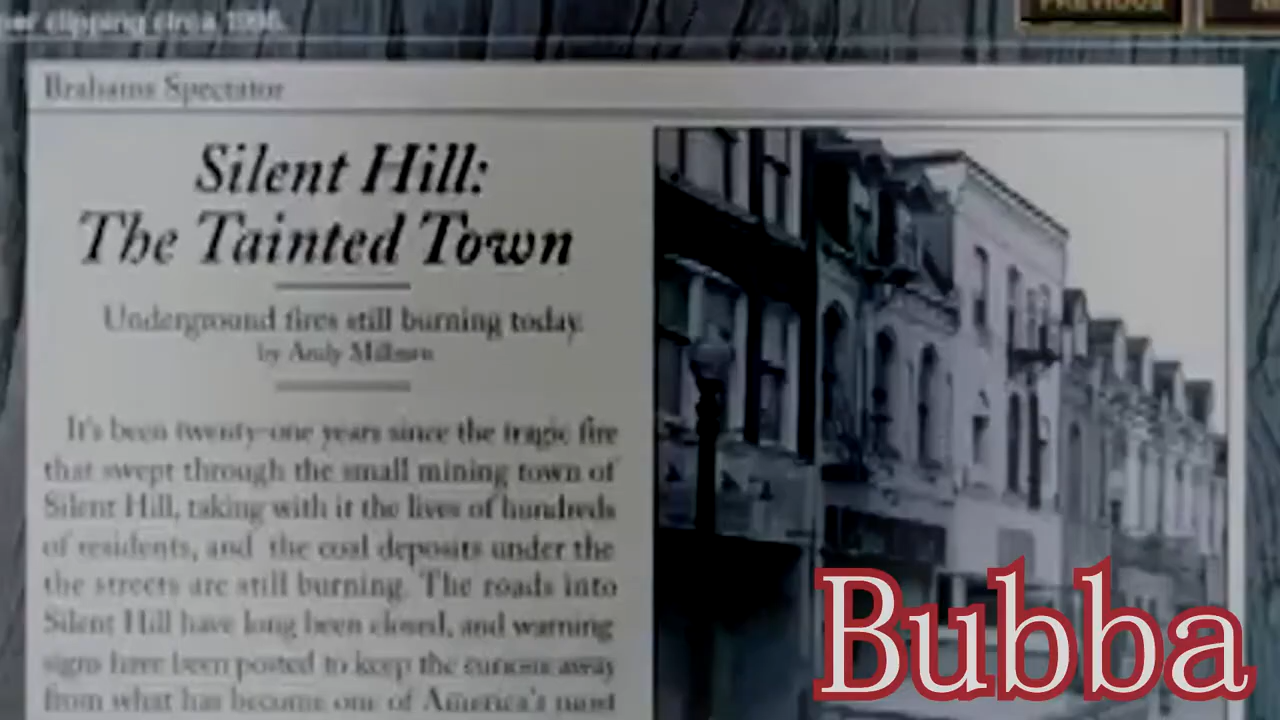 clipping circa 1996.
PREVIOUS
Brahams Spectator
Silent Hill:
The Tainted Town
Underground fires still burning today.
by Andy
It's been twenty-one years since the tragic fire
that swept through the small mining town of
Silent Hill, taking with it the lives of hundreds
of residents, and the coal deposits under the
the streets are still burning. The roads into
Silent Hill have long been closed, and warning
signs have been posted to keep the curious away
from what has become one of America's most
Bubba